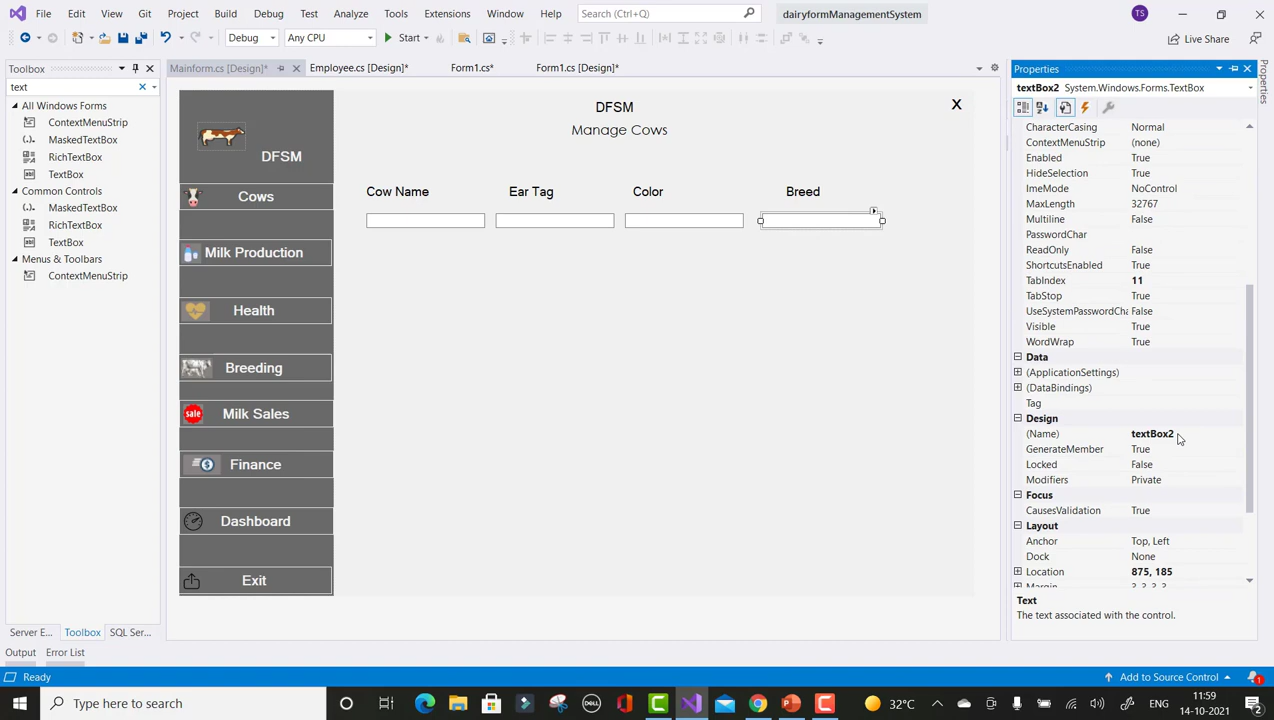 File Edit View Git Project Build Debug Test Analyze Tools Extensions Window Help Search (Ctrl+Q) dairyformManagementSystem TS
Debug Any CPU Start Live Share
Toolbox
Mainform.cs [Design]* Employee.cs [Design]* Form1.cs* Form1.cs [Design]*
Properties
text
textBox2 System.Windows.Forms.TextBox
All Windows Forms
ContextMenuStrip
MaskedTextBox
RichTextBox
TextBox
Common Controls
MaskedTextBox
RichTextBox
TextBox
Menus & Toolbars
ContextMenuStrip
DFSM
Cows
Milk Production
Health
Breeding
Milk Sales
Finance
Dashboard
Exit
DFSM X
Manage Cows
Cow Name Ear Tag Color Breed
CharacterCasing Normal
ContextMenuStrip (none)
Enabled True
HideSelection True
ImeMode NoControl
MaxLength 32767
Multiline False
PasswordChar
ReadOnly False
ShortcutsEnabled True
TabIndex 11
TabStop True
UseSystemPasswordCha False
Visible True
WordWrap True
Data
(ApplicationSettings)
(DataBindings)
Tag
Design
(Name) textBox2
GenerateMember True
Locked False
Modifiers Private
Focus
CausesValidation True
Layout
Anchor Top, Left
Dock None
Location 875, 185
Text
The text associated with the control.
Properties
Server E... Toolbox SQL Ser...
Output Error List
Ready Add to Source Control 1
Type here to search 32°C ENG 11:59
14-10-2021
DELL
sale